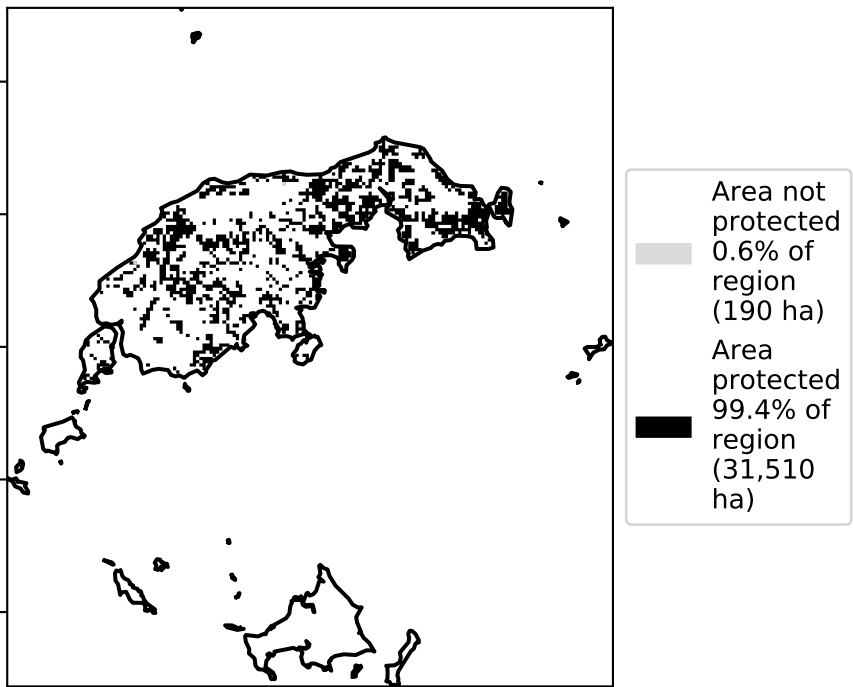 Area not
protected
0.6% of
region
(190 ha)
Area
protected
99.4% of
region
(31,510
ha)